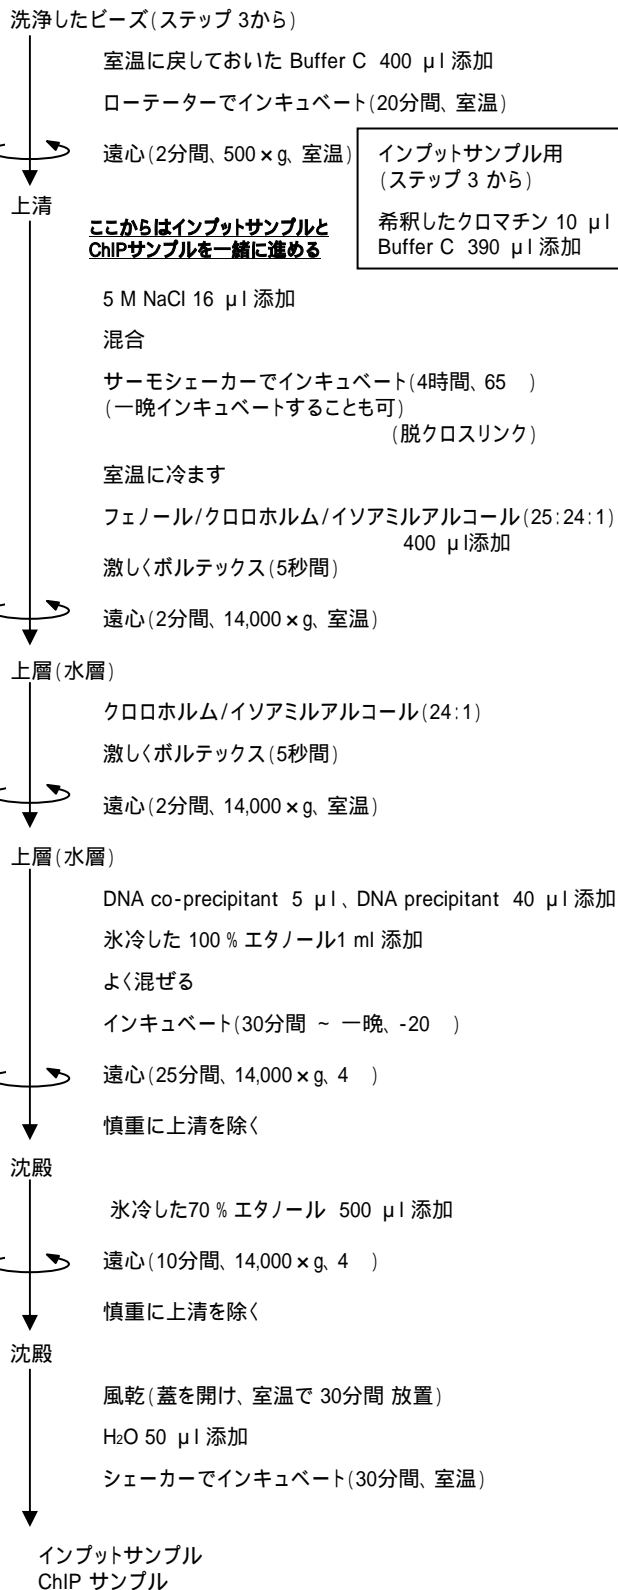 洗浄したビーズ(ステップ 3から)
室温に戻しておいた Buffer C 400 μl 添加
ローテーターでインキュベート(20分間、室温)
遠心(2分間、500×g、室温)
インプットサンプル用
(ステップ 3 から)
希釈したクロマチン 10 μl
Buffer C 390 μl 添加
上清
ここからはインプットサンプルと
ChIPサンプルを一緒に進める
5 M NaCl 16 μl 添加
混合
サーモシェーカーでインキュベート(4時間、65 )
(一晩インキュベートすることも可)
(脱クロスリンク)
室温に冷ます
フェノール/クロロホルム/イソアミルアルコール(25:24:1)
400 μl添加
激しくボルテックス(5秒間)
遠心(2分間、14,000×g、室温)
上層(水層)
クロロホルム/イソアミルアルコール(24:1)
激しくボルテックス(5秒間)
遠心(2分間、14,000×g、室温)
上層(水層)
DNA co-precipitant 5 μl、DNA precipitant 40 μl 添加
氷冷した 100 % エタノール1 ml 添加
よく混ぜる
インキュベート(30分間 ~ 一晩、-20 )
遠心(25分間、14,000×g、4 )
慎重に上清を除く
沈殿
氷冷した70 % エタノール 500 μl 添加
遠心(10分間、14,000×g、4 )
慎重に上清を除く
沈殿
風乾(蓋を開け、室温で 30分間 放置)
H₂O 50 μl 添加
シェーカーでインキュベート(30分間、室温)
インプットサンプル
ChIP サンプル